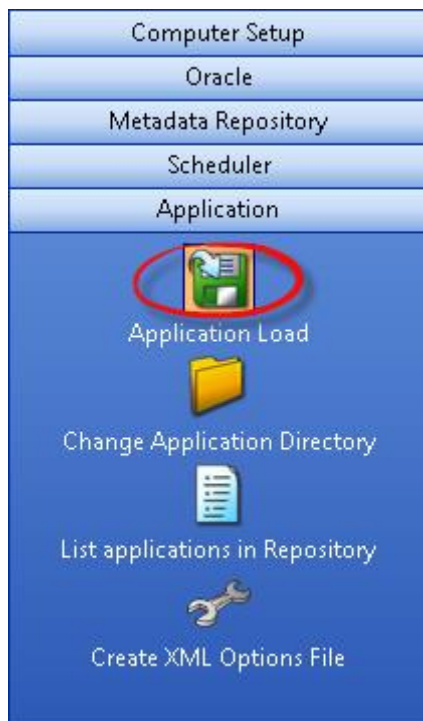 Computer Setup
Oracle
Metadata Repository
Scheduler
Application
Application Load
Change Application Directory
List applications in Repository
Create XML Options File